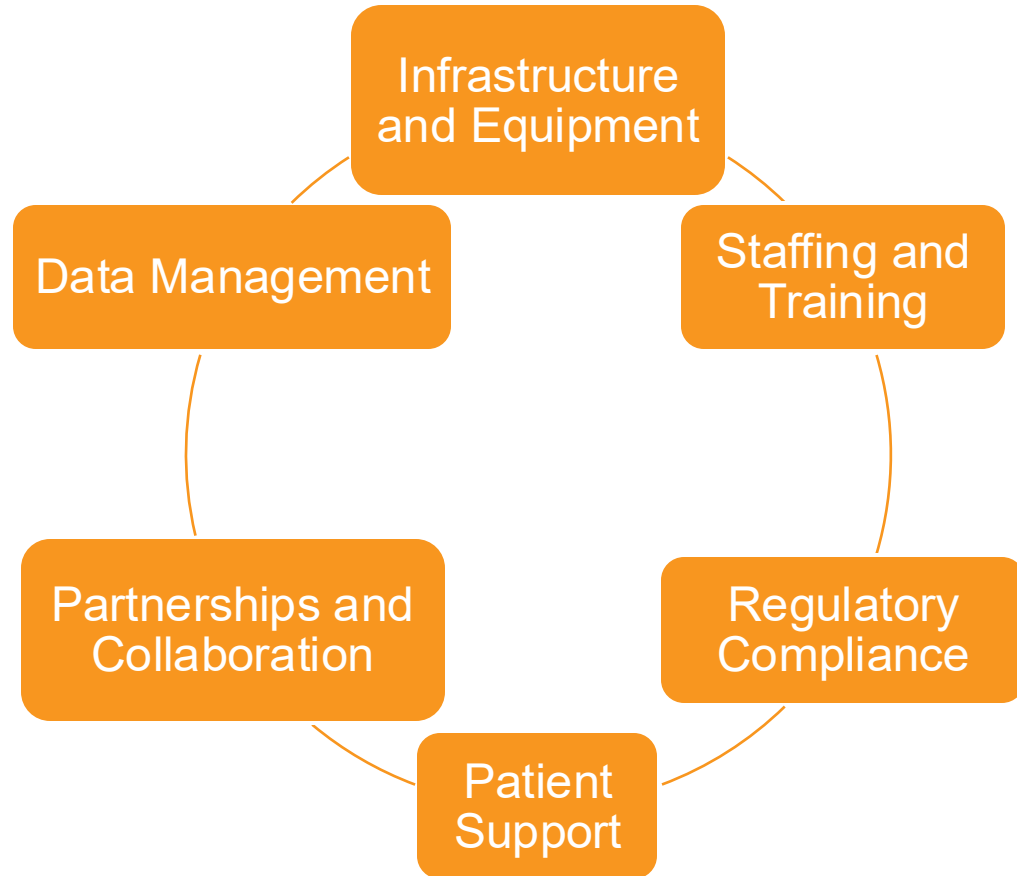 Infrastructure
and Equipment
Staffing and
Training
Regulatory
Compliance
Patient
Support
Partnerships and
Collaboration
Data Management